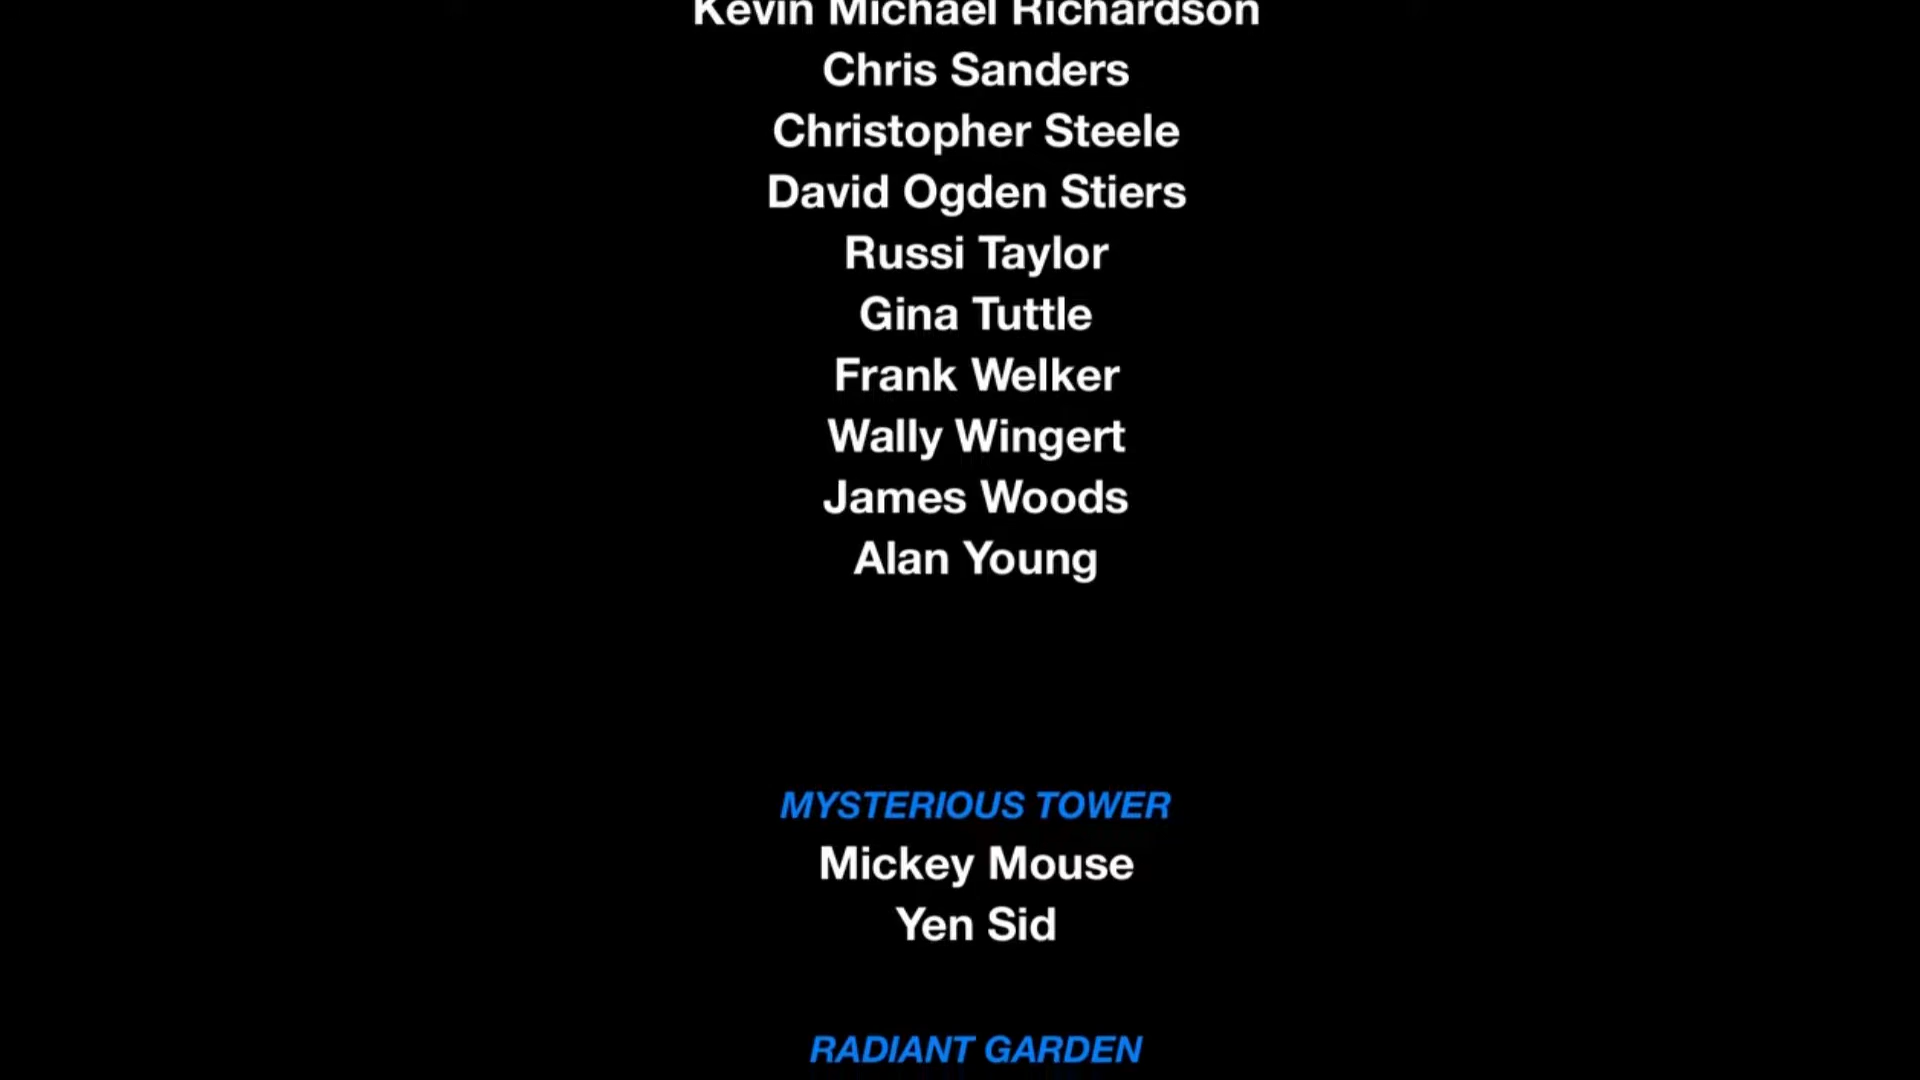 Kevin Michael Richardson
Chris Sanders
Christopher Steele
David Ogden Stiers
Russi Taylor
Gina Tuttle
Frank Welker
Wally Wingert
James Woods
Alan Young
MYSTERIOUS TOWER
Mickey Mouse
Yen Sid
RADIANT GARDEN